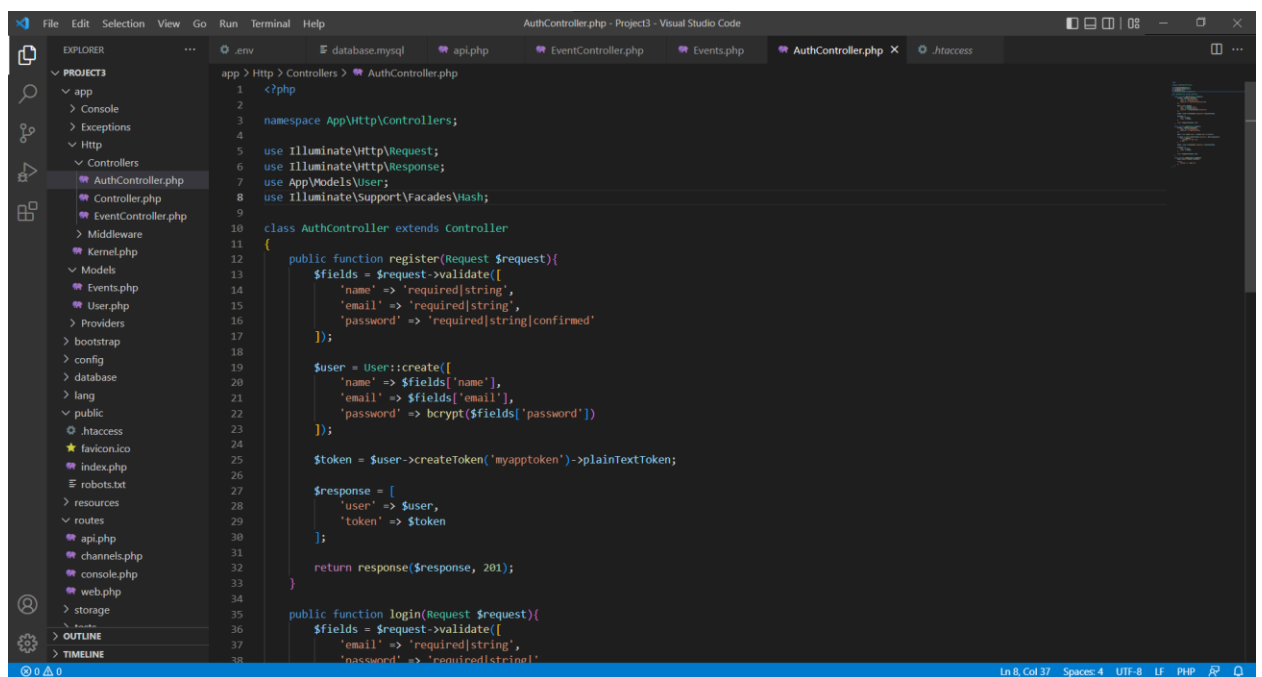 File Edit Selection View Go Run Terminal Help AuthController.php - Project3 - Visual Studio Code
EXPLORER ...
.env database.mysql api.php EventController.php Events.php AuthController.php .htaccess
PROJECT3
app
Console
Exceptions
Http
Controllers
AuthController.php
Controller.php
EventController.php
Middleware
Kernel.php
Models
Events.php
User.php
Providers
bootstrap
config
database
lang
public
.htaccess
favicon.ico
index.php
robots.txt
resources
routes
api.php
channels.php
console.php
web.php
storage
tests
OUTLINE
TIMELINE
app > Http > Controllers > AuthController.php
1 <?php
2
3 namespace App\Http\Controllers;
4
5 use Illuminate\Http\Request;
6 use Illuminate\Http\Response;
7 use App\Models\User;
8 use Illuminate\Support\Facades\Hash;
9
10 class AuthController extends Controller
11 {
12 public function register(Request $request){
13 $fields = $request->validate([
14 'name' => 'required|string',
15 'email' => 'required|string',
16 'password' => 'required|string|confirmed'
17 ]);
18
19 $user = User::create([
20 'name' => $fields['name'],
21 'email' => $fields['email'],
22 'password' => bcrypt($fields['password'])
23 ]);
24
25 $token = $user->createToken('myapptoken')->plainTextToken;
26
27 $response = [
28 'user' => $user,
29 'token' => $token
30 ];
31
32 return response($response, 201);
33 }
34
35 public function login(Request $request){
36 $fields = $request->validate([
37 'email' => 'required|string',
38 'password' => 'required|string|'
0 0 Ln 8, Col 37 Spaces: 4 UTF-8 LF PHP